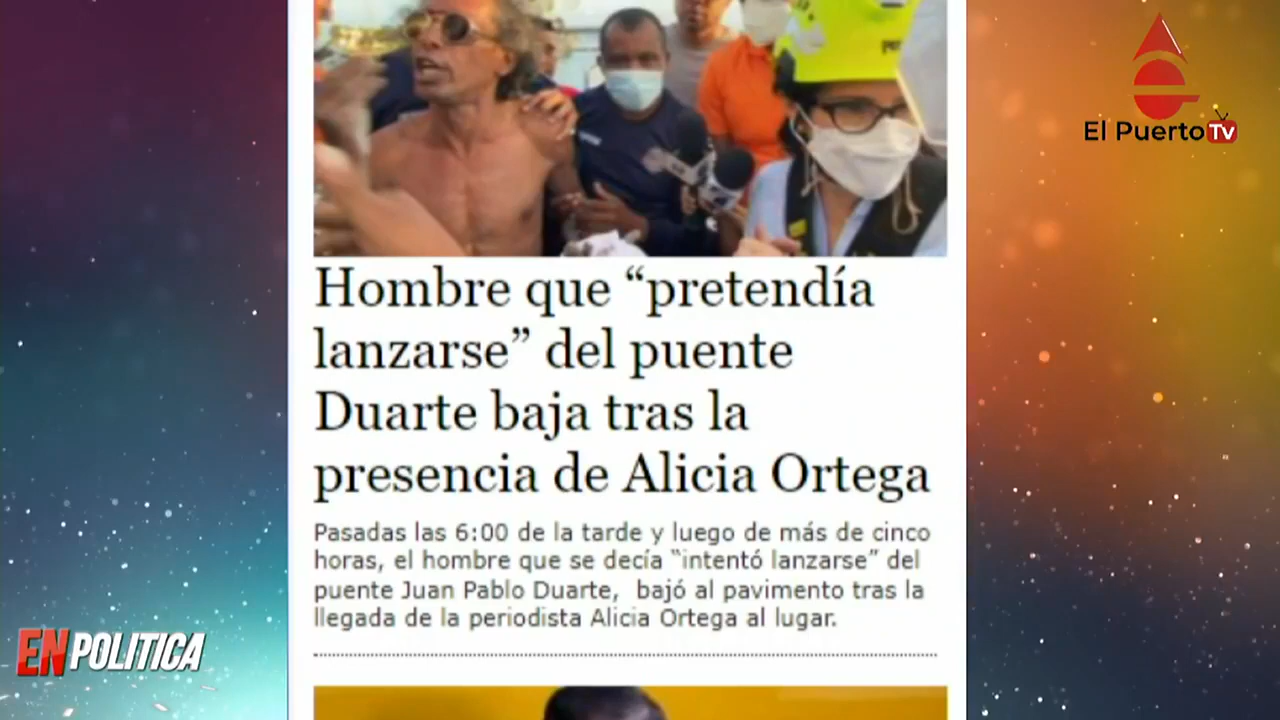 El Puerto Tv
Hombre que “pretendía
lanzarse” del puente
Duarte baja tras la
presencia de Alicia Ortega
Pasadas las 6:00 de la tarde y luego de más de cinco
horas, el hombre que se decía “intentó lanzarse” del
puente Juan Pablo Duarte, bajó al pavimento tras la
llegada de la periodista Alicia Ortega al lugar.
EN POLITICA